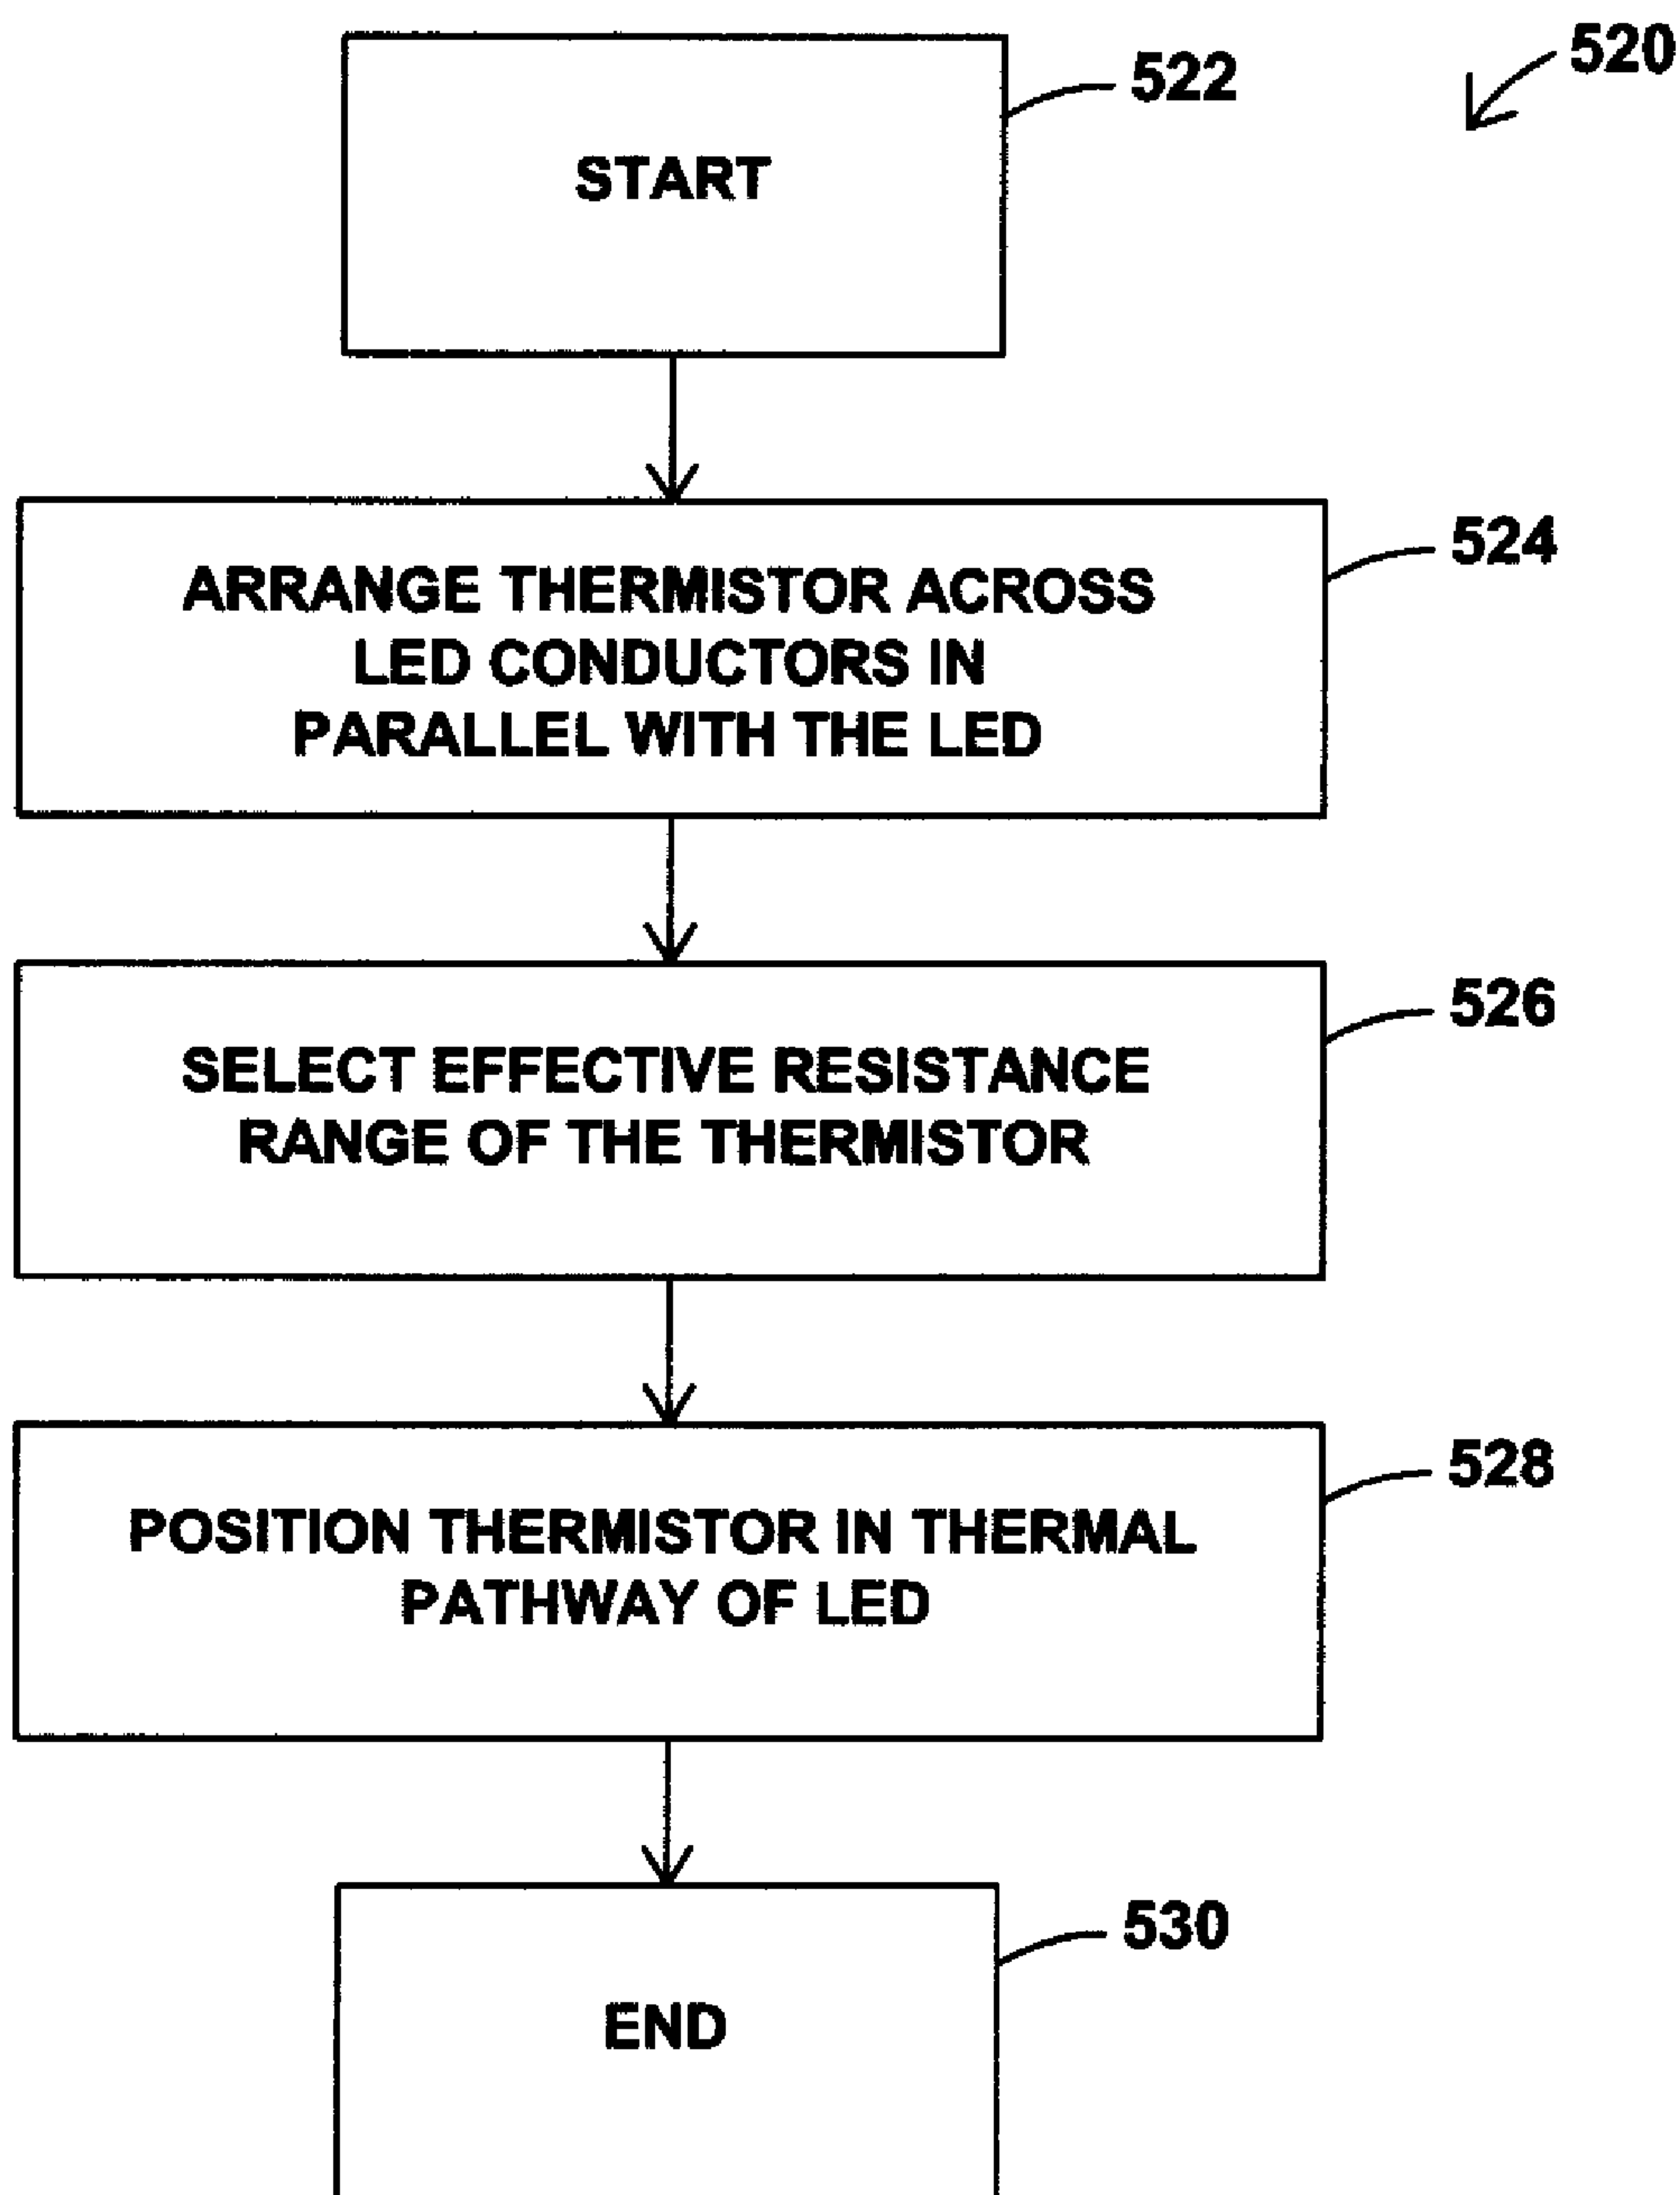 520
522
START
524
ARRANGE THERMISTOR ACROSS
LED CONDUCTORS IN
PARALLEL WITH THE LED
526
SELECT EFFECTIVE RESISTANCE
RANGE OF THE THERMISTOR
528
POSITION THERMISTOR IN THERMAL
PATHWAY OF LED
530
END